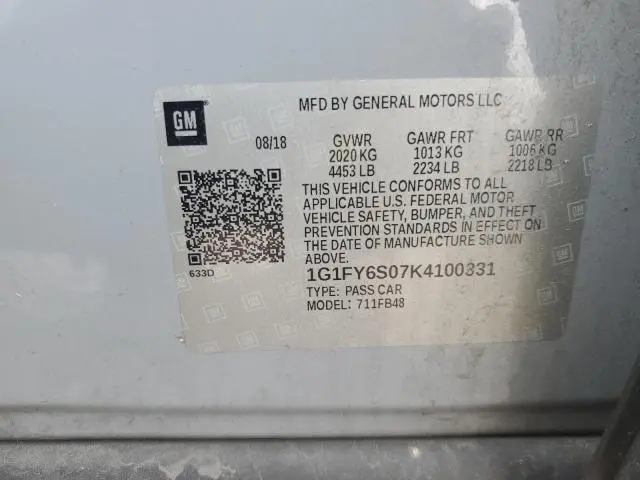 GM
MFD BY GENERAL MOTORS LLC
08/18 GVWR GAWR FRT GAWR RR
2020 KG 1013 KG 1006 KG
4453 LB 2234 LB 2218 LB
THIS VEHICLE CONFORMS TO ALL
APPLICABLE U.S. FEDERAL MOTOR
VEHICLE SAFETY, BUMPER, AND THEFT
PREVENTION STANDARDS IN EFFECT ON
THE DATE OF MANUFACTURE SHOWN
ABOVE.
633D
1G1FY6S07K4100331
TYPE: PASS CAR
MODEL: 711FB48